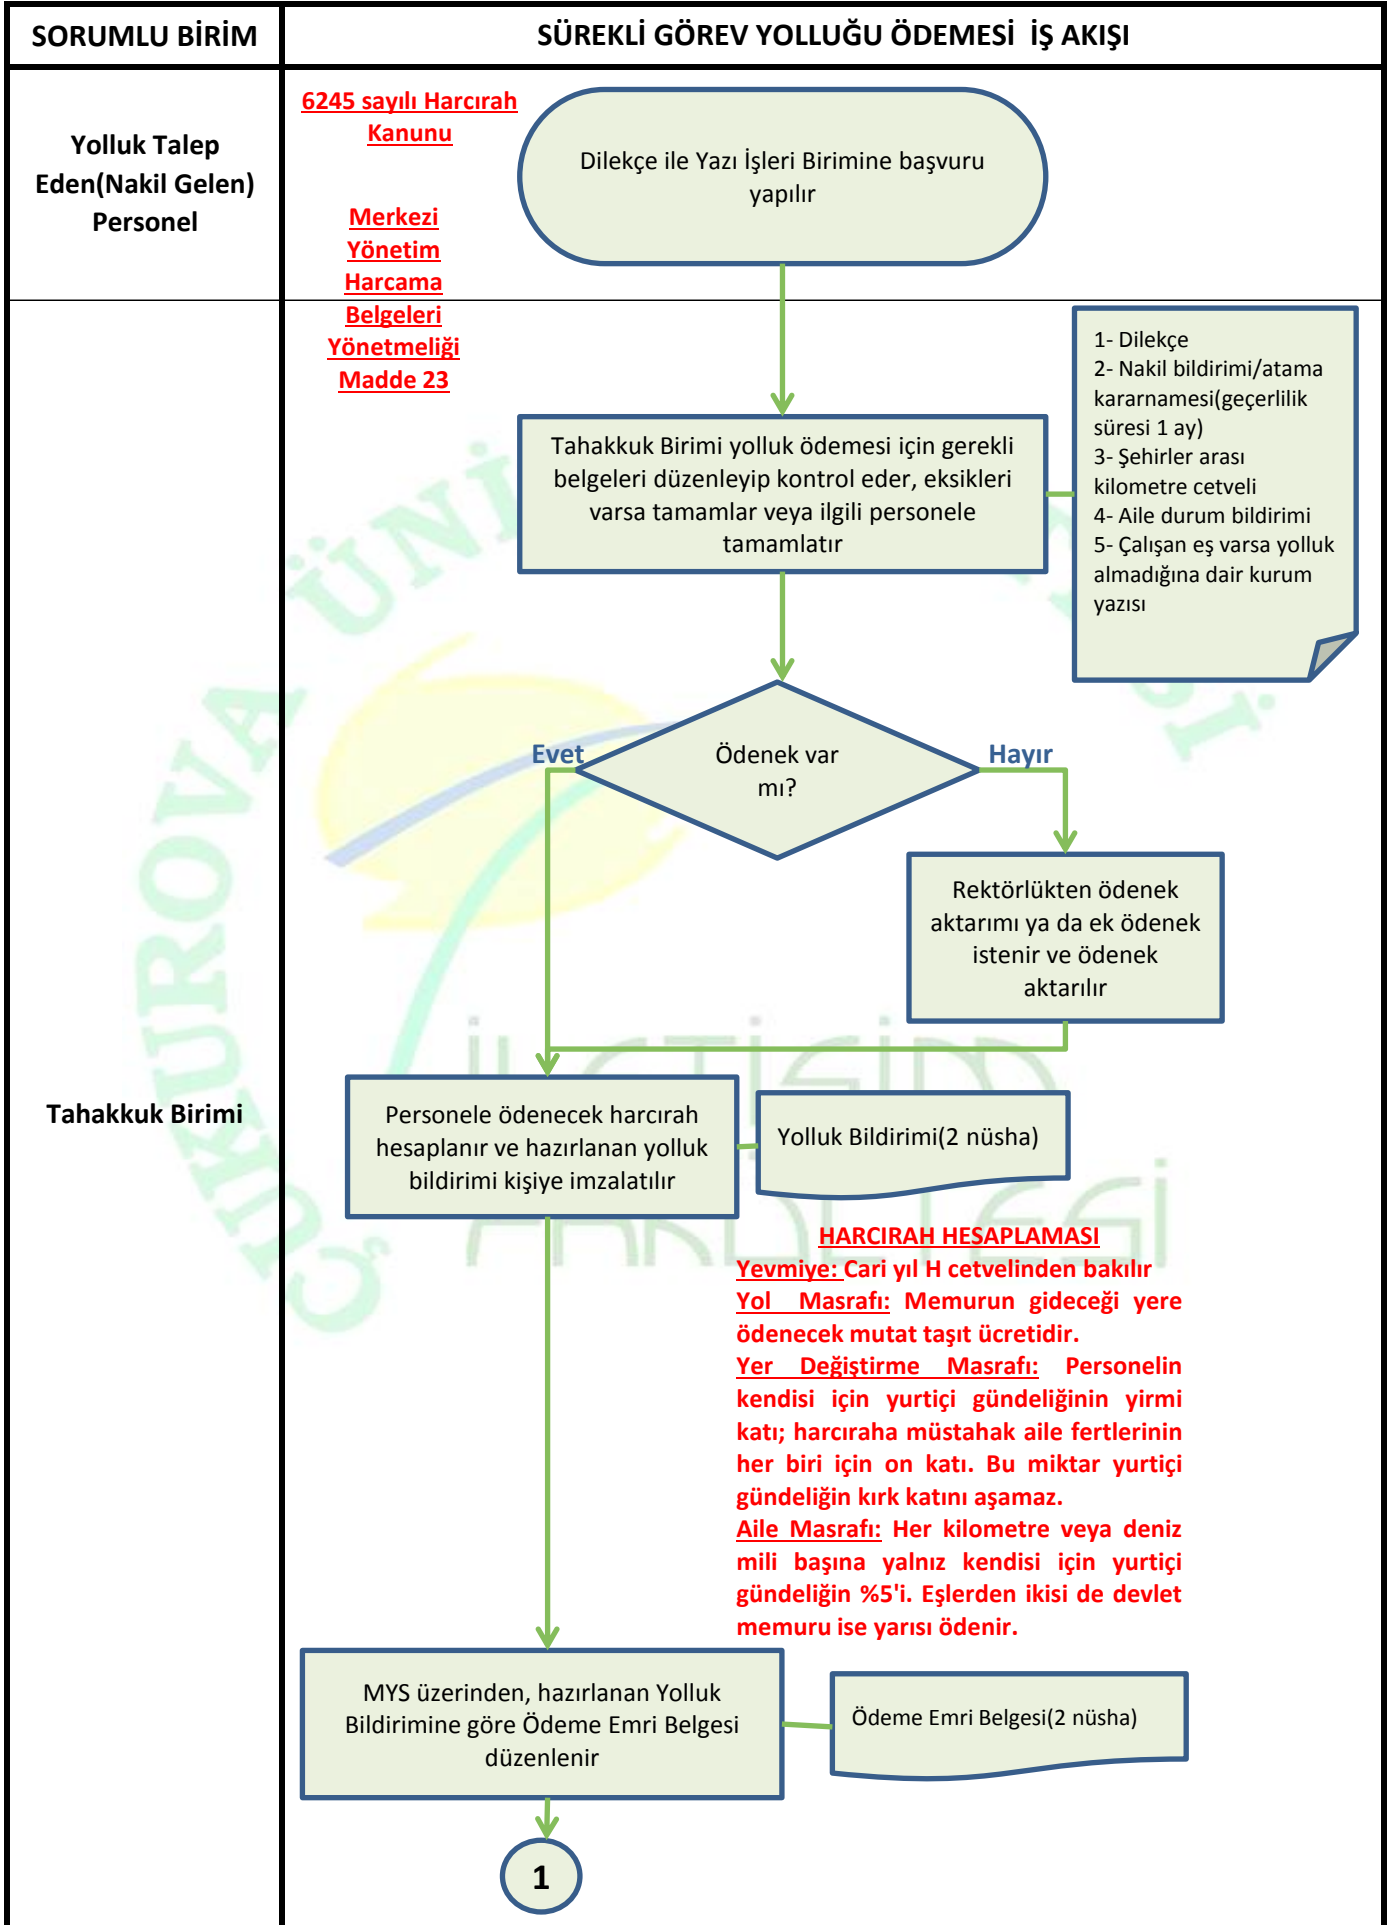 SORUMLU BİRİM
SÜREKLİ GÖREV YOLLUĞU ÖDEMESİ İŞ AKIŞI
Yolluk Talep
Eden(Nakil Gelen)
Personel
6245 sayılı Harcırah
Kanunu
Merkezi
Yönetim
Harcama
Belgeleri
Yönetmeliği
Madde 23
Dilekçe ile Yazı İşleri Birimine başvuru
yapılır
Tahakkuk Birimi yolluk ödemesi için gerekli
belgeleri düzenleyip kontrol eder, eksikleri
varsa tamamlar veya ilgili personele
tamamlatır
1- Dilekçe
2- Nakil bildirimi/atama
kararnamesi(geçerlilik
süresi 1 ay)
3- Şehirler arası
kilometre cetveli
4- Aile durum bildirimi
5- Çalışan eş varsa yolluk
almadığına dair kurum
yazısı
Evet
Ödenek var
mı?
Hayır
Rektörlükten ödenek
aktarımı ya da ek ödenek
istenir ve ödenek
aktarılır
Tahakkuk Birimi
Personele ödenecek harcırah
hesaplanır ve hazırlanan yolluk
bildirimi kişiye imzalatılır
Yolluk Bildirimi(2 nüsha)
HARCIRAH HESAPLAMASI
Yevmiye: Cari yıl H cetvelinden bakılır
Yol Masrafı: Memurun gideceği yere
ödenecek mutat taşıt ücretidir.
Yer Değiştirme Masrafı: Personelin
kendisi için yurtiçi gündeliğinin yirmi
katı; harcıraha müstahak aile fertlerinin
her biri için on katı. Bu miktar yurtiçi
gündeliğin kırk katını aşamaz.
Aile Masrafı: Her kilometre veya deniz
mili başına yalnız kendisi için yurtiçi
gündeliğin %5'i. Eşlerden ikisi de devlet
memuru ise yarısı ödenir.
MYS üzerinden, hazırlanan Yolluk
Bildirimine göre Ödeme Emri Belgesi
düzenlenir
Ödeme Emri Belgesi(2 nüsha)
1